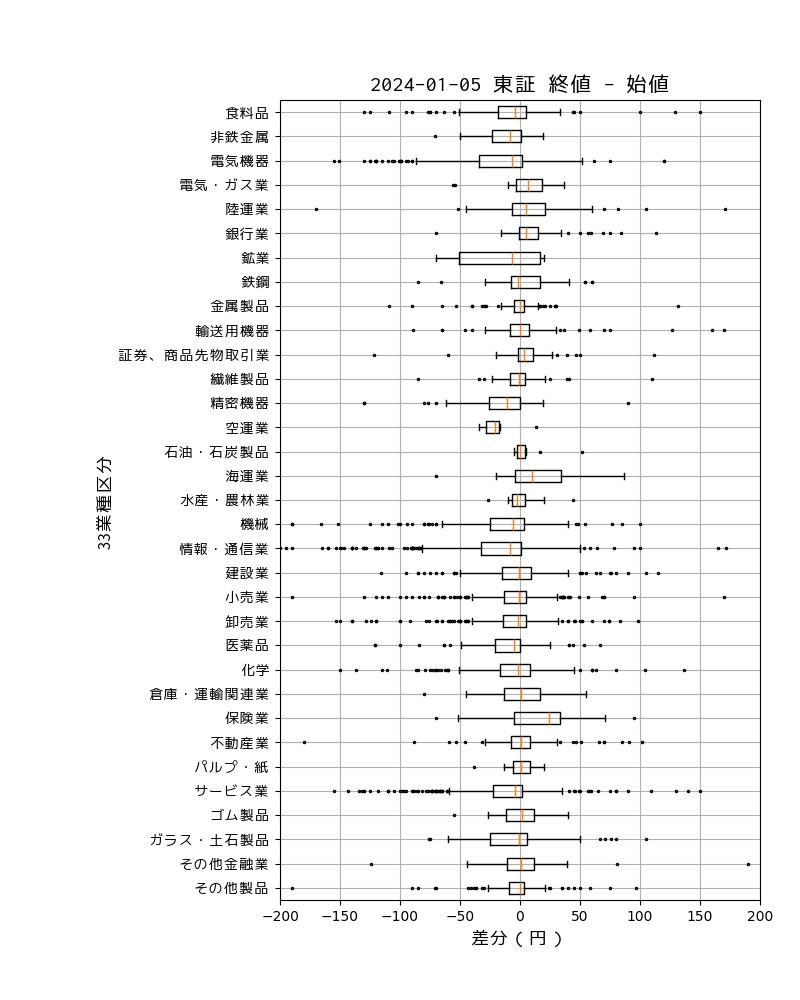 2024-01-05 東証 終値 - 始値
食料品
非鉄金属
電気機器
電気・ガス業
陸運業
銀行業
鉱業
鉄鋼
金属製品
輸送用機器
証券、商品先物取引業
繊維製品
精密機器
空運業
石油・石炭製品
海運業
水産・農林業
機械
情報・通信業
建設業
小売業
卸売業
医薬品
化学
倉庫・運輸関連業
保険業
不動産業
パルプ・紙
サービス業
ゴム製品
ガラス・土石製品
その他金融業
その他製品
33業種区分
−200 −150 −100 −50 0 50 100 150 200
差分 ( 円 )